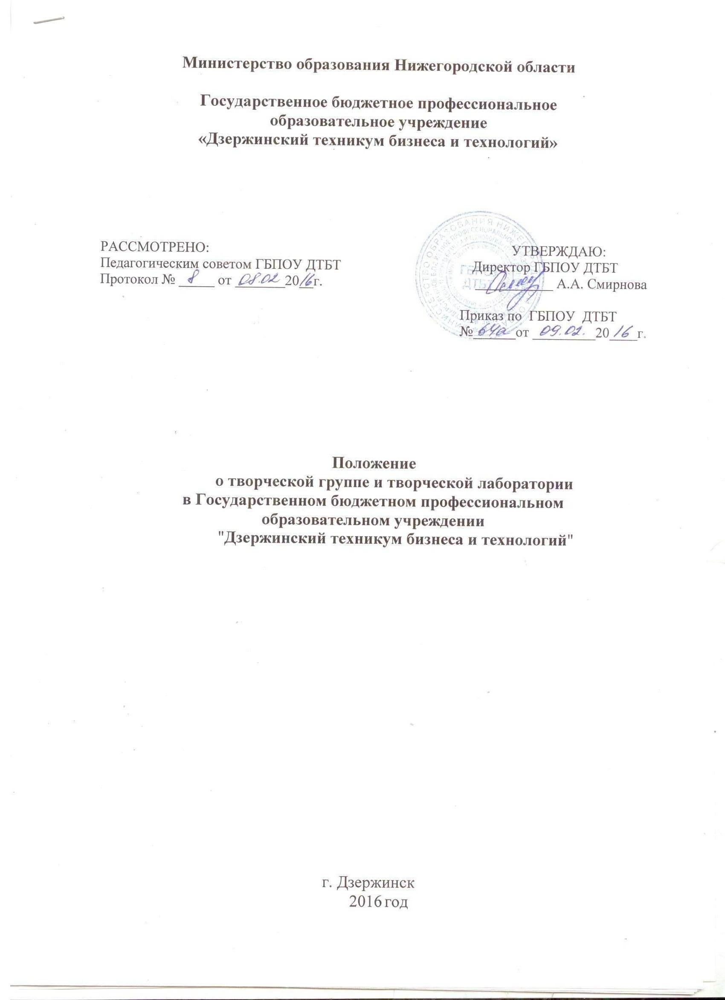 Министерство образования Нижегородской области
Государственное бюджетное профессиональное
образовательное учреждение
«Дзержинский техникум бизнеса и технологий»
РАССМОТРЕНО:
Педагогическим советом ГБПОУ ДТБТ
Протокол № 8 от 08.02 2016г.
УТВЕРЖДАЮ:
Директор ГБПОУ ДТБТ
А.А. Смирнова
Приказ по ГБПОУ ДТБТ
№ 64а от 09.02. 2016 г.
Положение
о творческой группе и творческой лаборатории
в Государственном бюджетном профессиональном
образовательном учреждении
"Дзержинский техникум бизнеса и технологий"
г. Дзержинск
2016 год